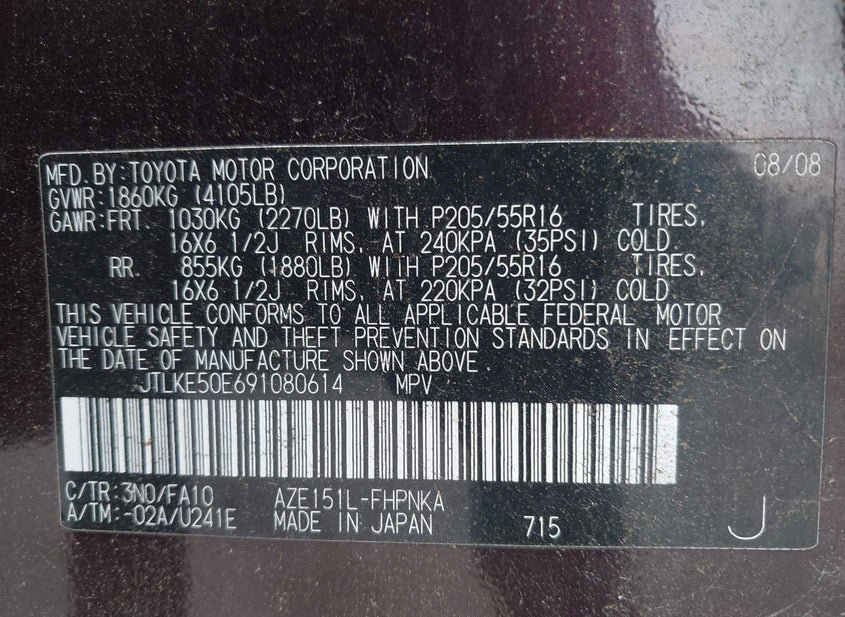 MFD. BY: TOYOTA MOTOR CORPORATION 08/08
GVWR: 1860KG (4105LB)
GAWR: FRT. 1030KG (2270LB) WITH P205/55R16 TIRES,
16X6 1/2J RIMS, AT 240KPA (35PSI) COLD.
RR. 855KG (1880LB) WITH P205/55R16 TIRES,
16X6 1/2J RIMS, AT 220KPA (32PSI) COLD.
THIS VEHICLE CONFORMS TO ALL APPLICABLE FEDERAL MOTOR
VEHICLE SAFETY AND THEFT PREVENTION STANDARDS IN EFFECT ON
THE DATE OF MANUFACTURE SHOWN ABOVE.
JTLKE50E691080614 MPV
C/TR: 3N0/FA10 AZE151L-FHPNKA
A/TM: -02A/U241E MADE IN JAPAN 715 J